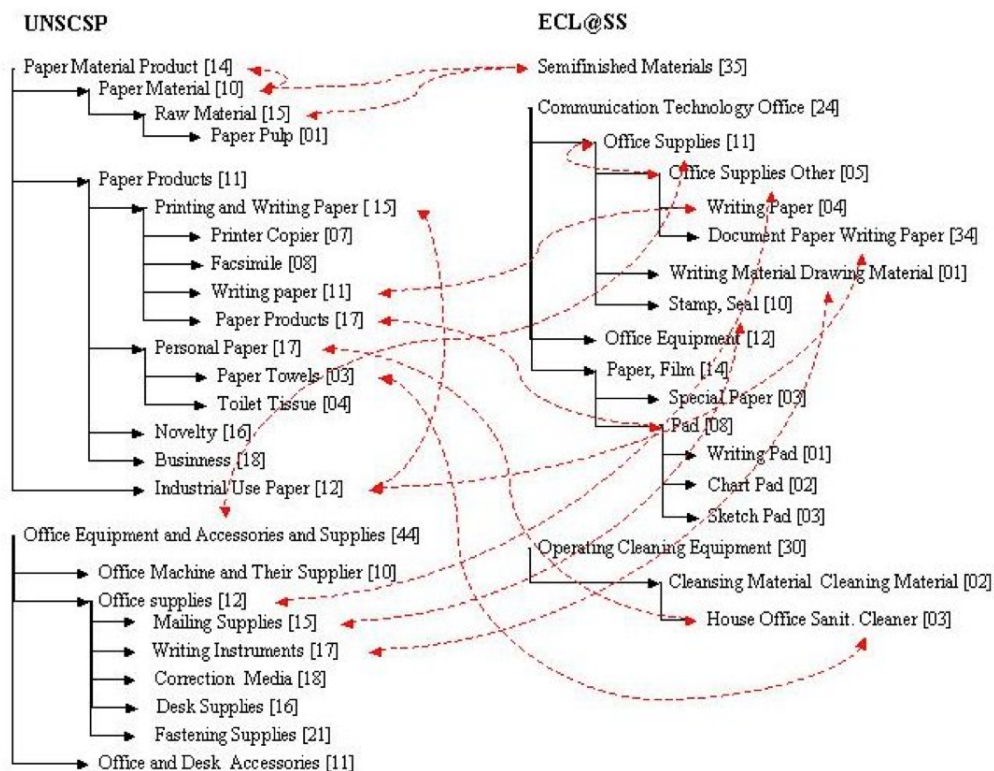 UNSCSP
Paper Material Product [14]
Paper Material [10]
Raw Material [15]
Paper Pulp [01]
Paper Products [11]
Printing and Writing Paper [ 15]
Printer Copier [07]
Facsimile [08]
Writing paper [11]
Paper Products [17]
Personal Paper [17]
Paper Towels [03]
Toilet Tissue [04]
Novelty [16]
Businness [18]
Industrial Use Paper [12]
Office Equipment and Accessories and Supplies [44]
Office Machine and Their Supplier [10]
Office supplies [12]
Mailing Supplies [15]
Writing Instruments [17]
Correction Media [18]
Desk Supplies [16]
Fastening Supplies [21]
Office and Desk Accessories [11]
ECL@SS
Semifinished Materials [35]
Communication Technology Office [24]
Office Supplies [11]
Office Supplies Other [05]
Writing Paper [04]
Document Paper Writing Paper [34]
Writing Material Drawing Material [01]
Stamp, Seal [10]
Office Equipment [12]
Paper, Film [14]
Special Paper [03]
Pad [08]
Writing Pad [01]
Chart Pad [02]
Sketch Pad [03]
Operating Cleaning Equipment [30]
Cleansing Material Cleaning Material [02]
House Office Sanit. Cleaner [03]